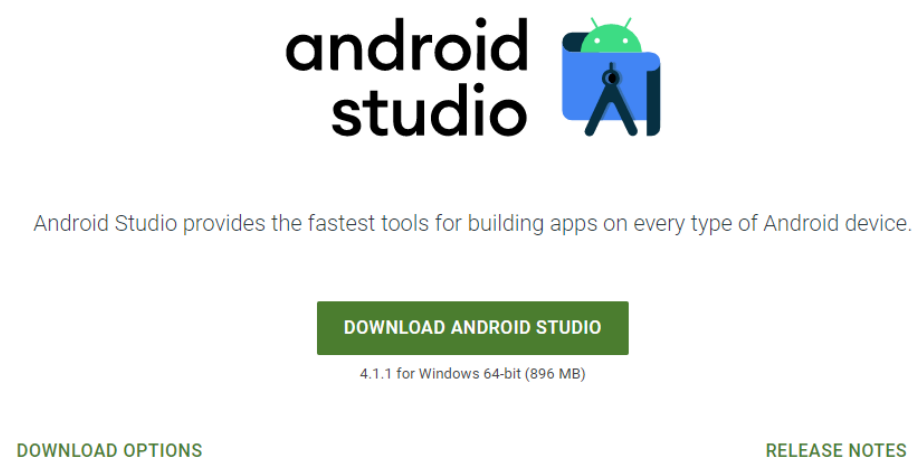 android
studio
Android Studio provides the fastest tools for building apps on every type of Android device.
DOWNLOAD ANDROID STUDIO
4.1.1 for Windows 64-bit (896 MB)
DOWNLOAD OPTIONS
RELEASE NOTES